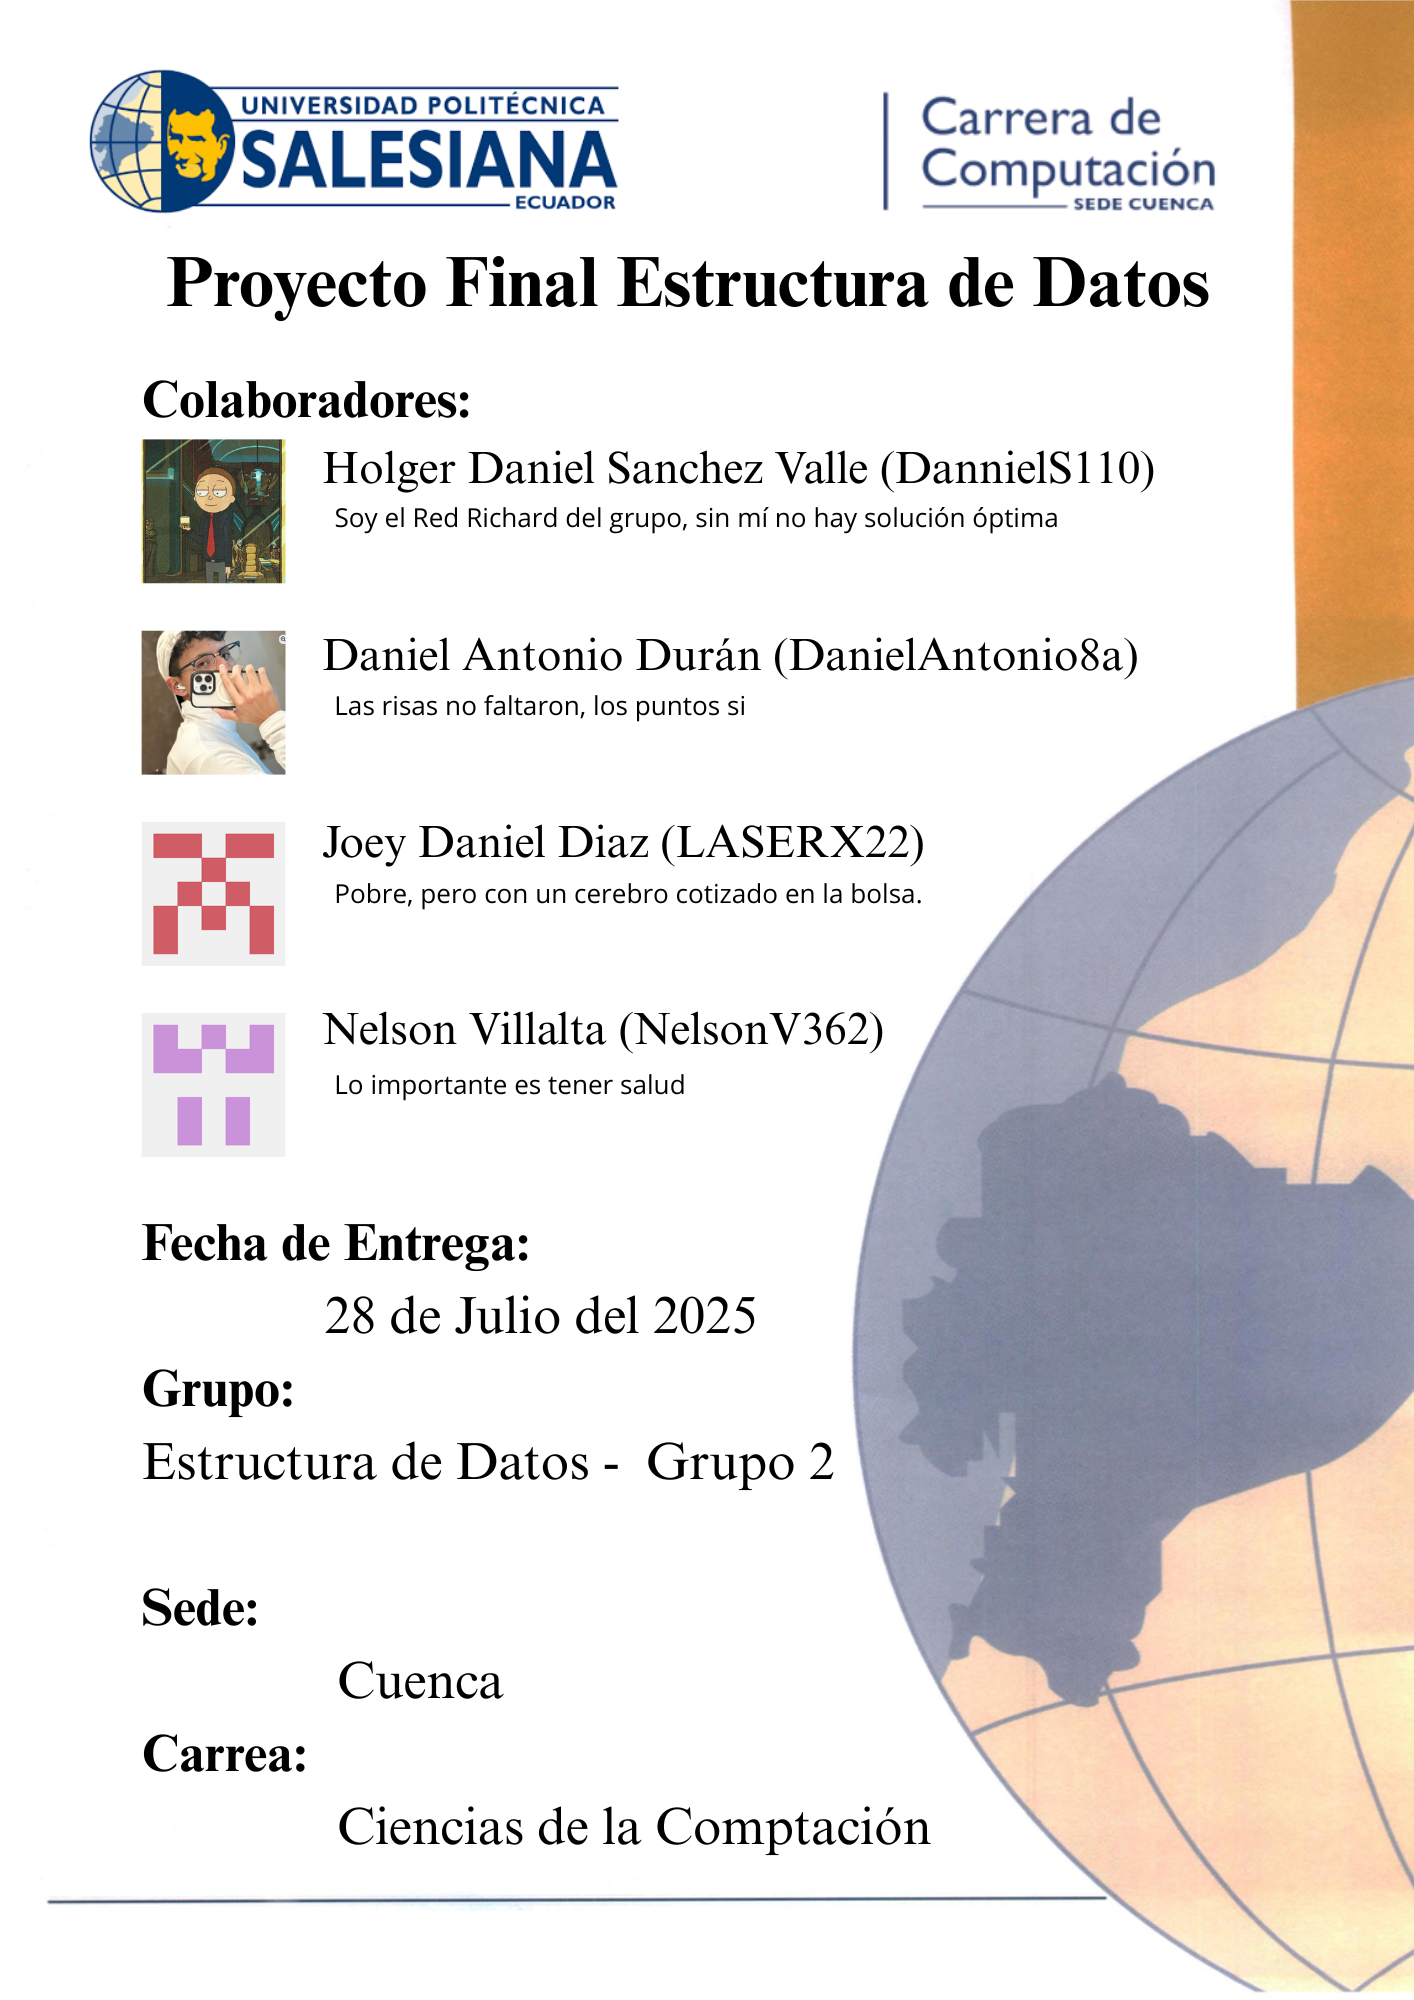 UNIVERSIDAD POLITÉCNICA
SALESIANA
ECUADOR
Carrera de
Computación
SEDE CUENCA
Proyecto Final Estructura de Datos
Colaboradores:
Holger Daniel Sanchez Valle (DannielS110)
Soy el Red Richard del grupo, sin mí no hay solución óptima
Daniel Antonio Durán (DanielAntonio8a)
Las risas no faltaron, los puntos si
Joey Daniel Diaz (LASERX22)
Pobre, pero con un cerebro cotizado en la bolsa.
Nelson Villalta (NelsonV362)
Lo importante es tener salud
Fecha de Entrega:
28 de Julio del 2025
Grupo:
Estructura de Datos - Grupo 2
Sede:
Cuenca
Carrea:
Ciencias de la Comptación